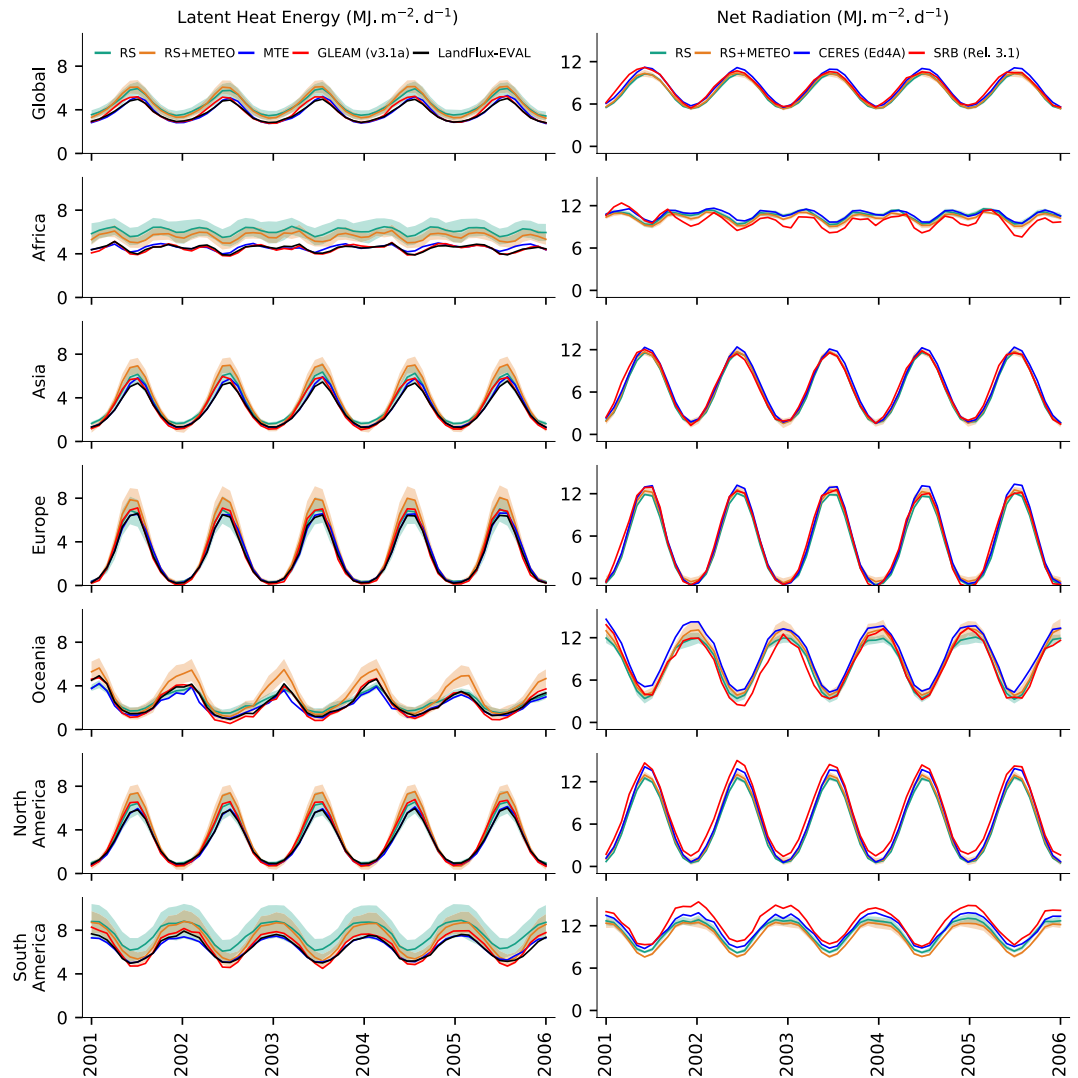 Latent Heat Energy (MJ. m⁻². d⁻¹)
Net Radiation (MJ. m⁻². d⁻¹)
RS RS+METEO MTE GLEAM (v3.1a) LandFlux-EVAL
RS RS+METEO CERES (Ed4A) SRB (Rel. 3.1)
Global
8
4
0
12
6
0
Africa
8
4
0
12
6
0
Asia
8
4
0
12
6
0
Europe
8
4
0
12
6
0
Oceania
8
4
0
12
6
0
North
America
8
4
0
12
6
0
South
America
8
4
0
12
6
0
2001 2002 2003 2004 2005 2006
2001 2002 2003 2004 2005 2006